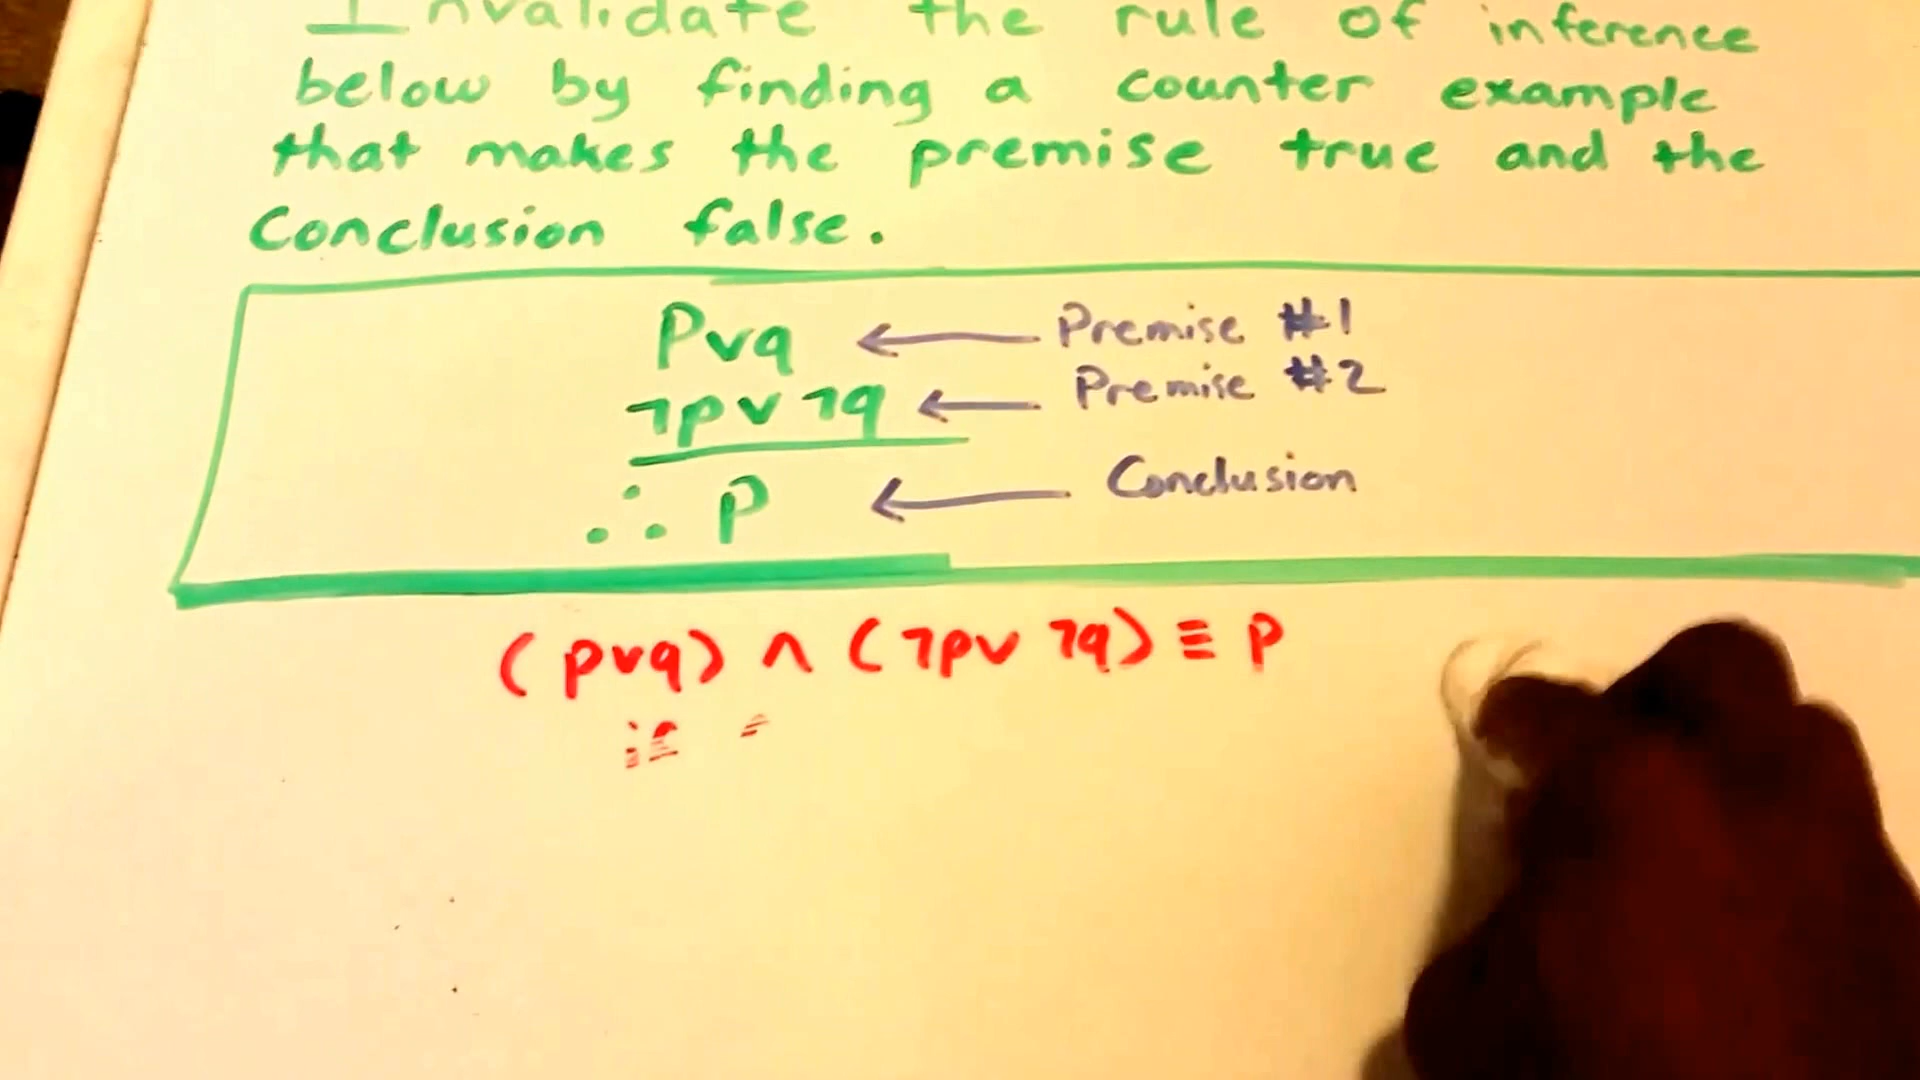 Invalidate the rule of inference
below by finding a counter example
that makes the premise true and the
Conclusion false.
Pvq ← Premise #1
¬p v ¬q ← Premise #2
∴ P ← Conclusion
(pvq) ∧ (¬pv ¬q) ≡ p